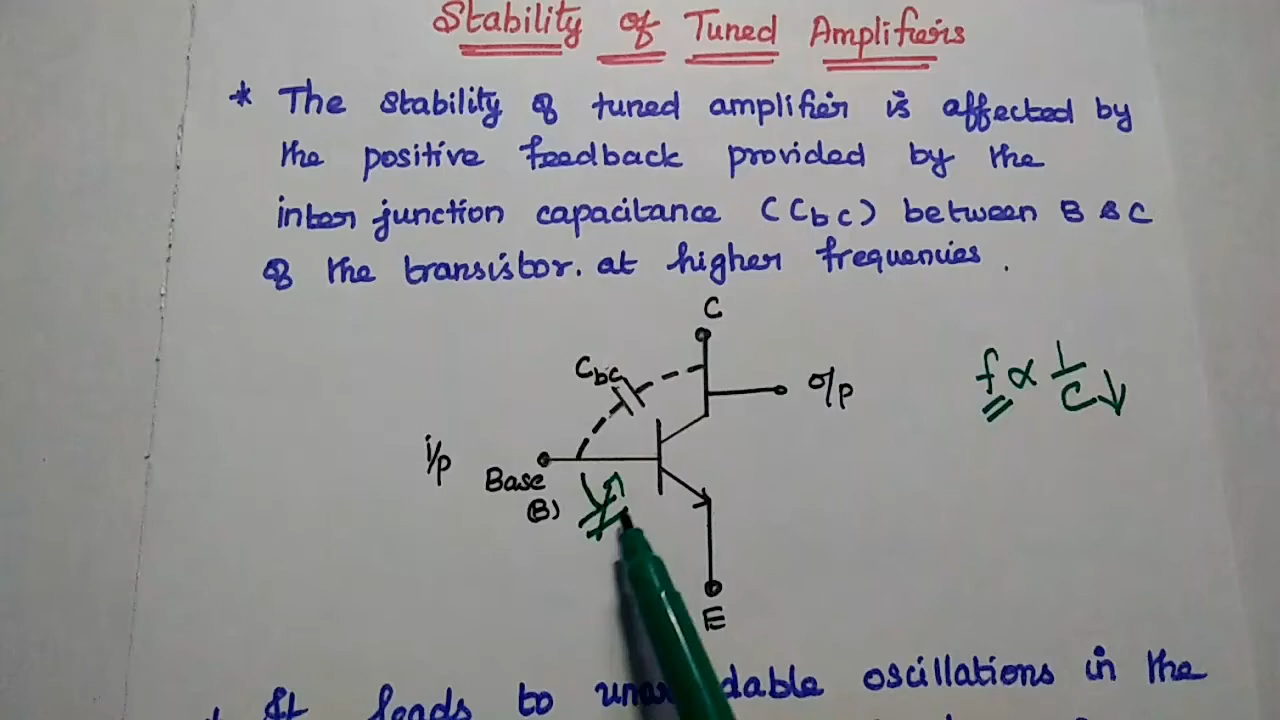 Stability of Tuned Amplifiers
* The stability of tuned amplifier is affected by
the positive feedback provided by the
inter junction capacitance (Cbc) between B & C
of the transistor. at higher frequencies.
C
Cbc
o/p
f ∝ 1/C ↓
i/p
Base
(B)
E
It leads to oscillations in the